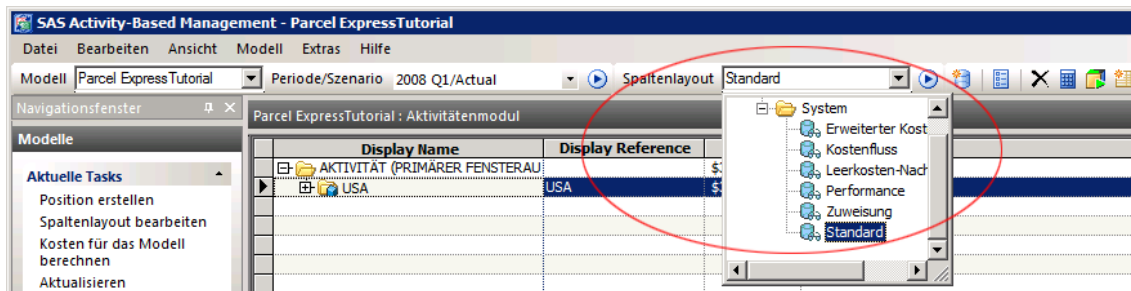 SAS Activity-Based Management - Parcel ExpressTutorial
Datei Bearbeiten Ansicht Modell Extras Hilfe
Modell Parcel ExpressTutorial Periode/Szenario 2008 Q1/Actual Spaltenlayout Standard
Navigationsfenster
Parcel ExpressTutorial : Aktivitätenmodul
System
Modelle
Erweiterter Kost
Display Name Display Reference
Kostenfluss
AKTIVITÄT (PRIMÄRER FENSTERAU
Leerkosten-Nach
Aktuelle Tasks
USA USA
Performance
Position erstellen
Zuweisung
Spaltenlayout bearbeiten
Standard
Kosten für das Modell
berechnen
Aktualisieren